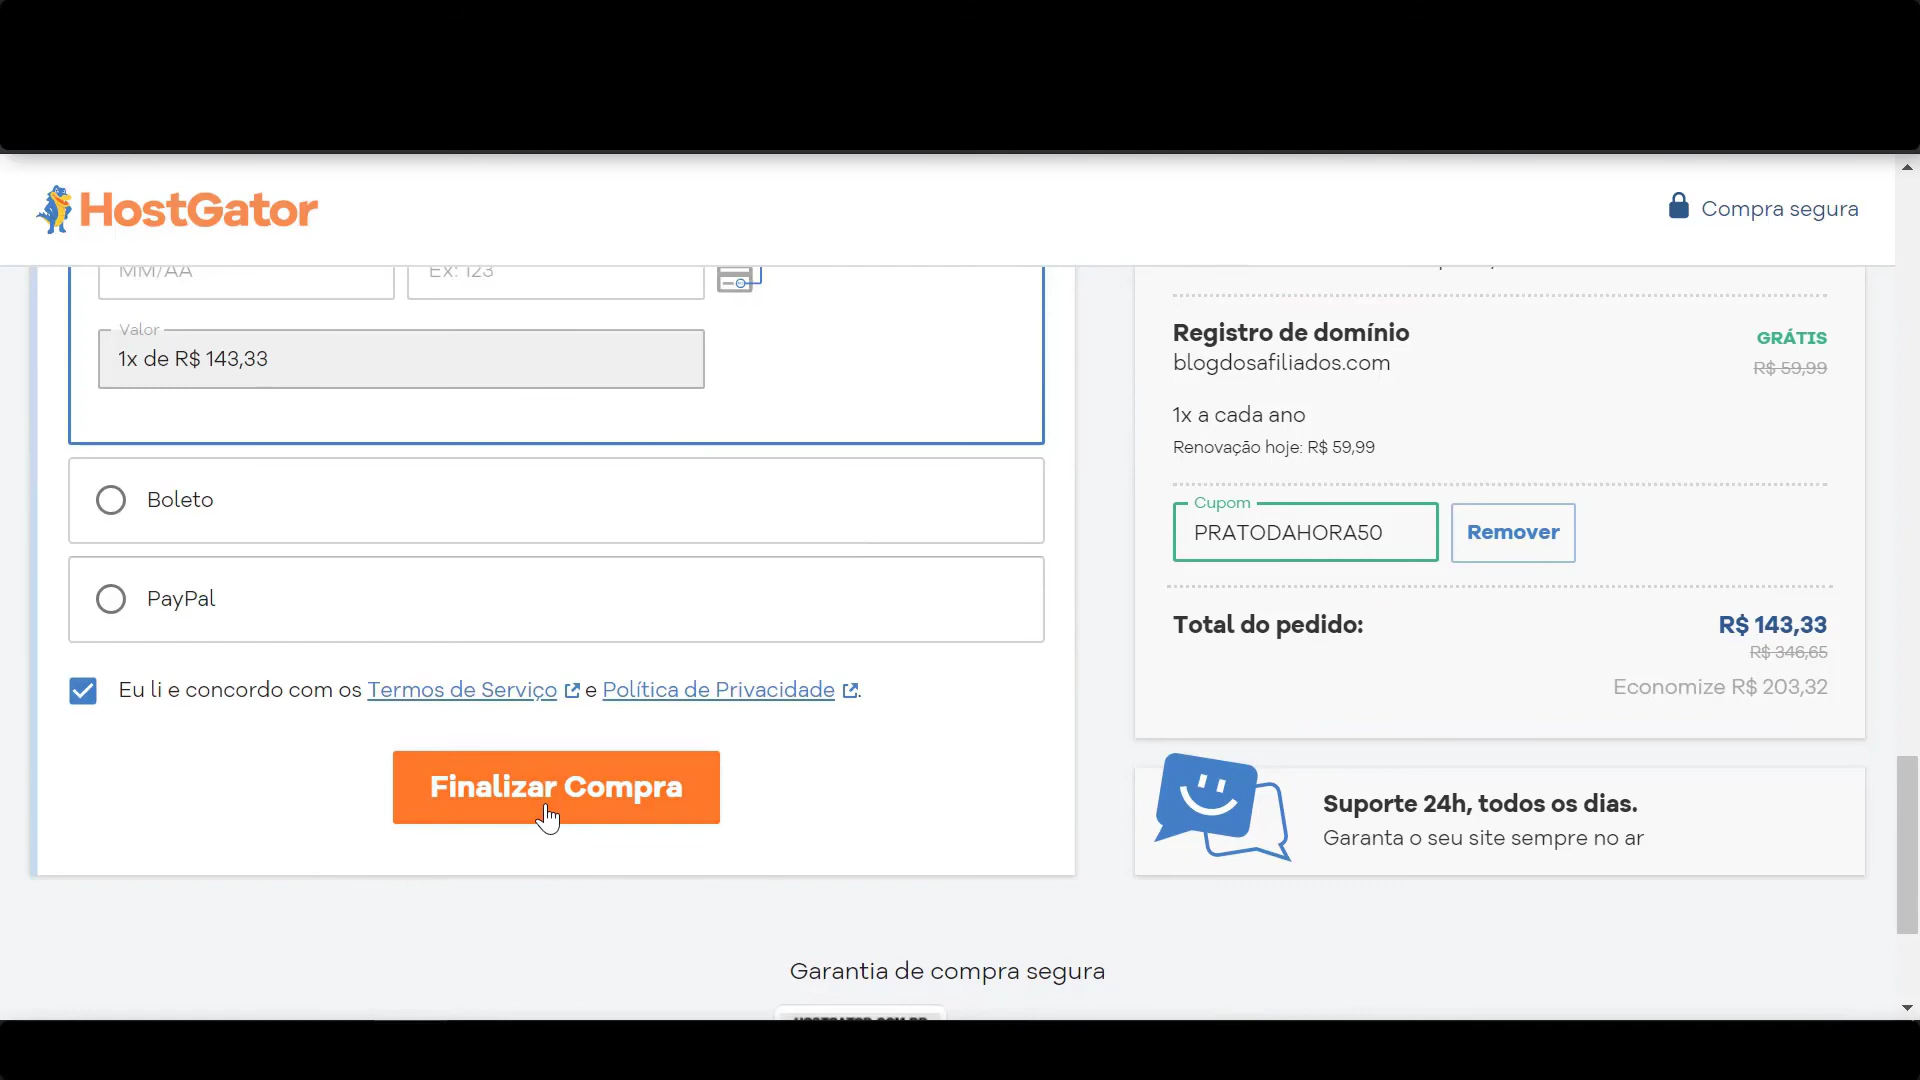 HostGator
Compra segura
MM/AA
Ex: 123
Valor
1x de R$ 143,33
Boleto
PayPal
Eu li e concordo com os Termos de Serviço e Política de Privacidade.
Finalizar Compra
Registro de domínio
GRÁTIS
blogdosafiliados.com
R$ 59,99
1x a cada ano
Renovação hoje: R$ 59,99
Cupom
PRATODAHORA50
Remover
Total do pedido:
R$ 143,33
R$ 346,65
Economize R$ 203,32
Suporte 24h, todos os dias.
Garanta o seu site sempre no ar
Garantia de compra segura